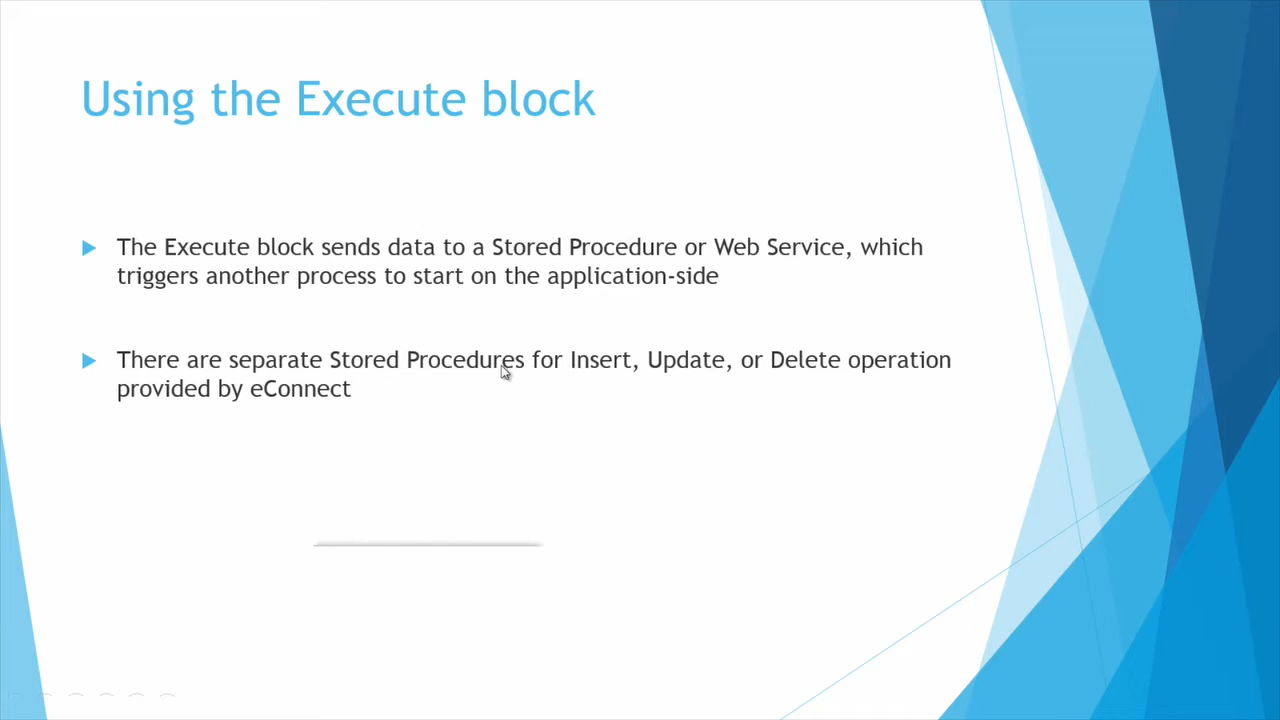 Using the Execute block
The Execute block sends data to a Stored Procedure or Web Service, which
triggers another process to start on the application-side
There are separate Stored Procedures for Insert, Update, or Delete operation
provided by eConnect